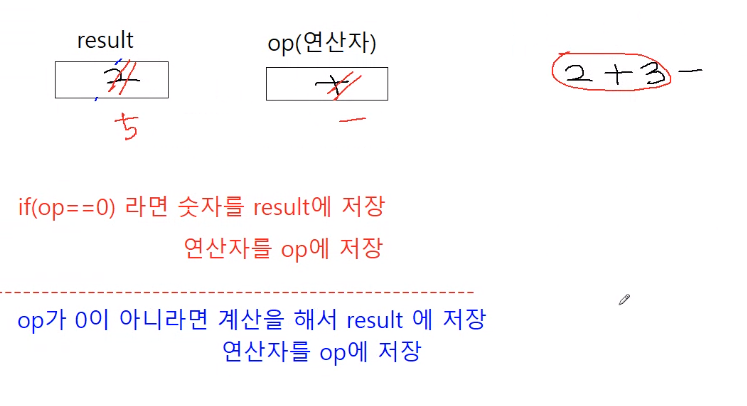 result
op(연산자)
2 + 3 -
2
+
5
-
if(op==0) 라면 숫자를 result에 저장
연산자를 op에 저장
op가 0이 아니라면 계산을 해서 result 에 저장
연산자를 op에 저장